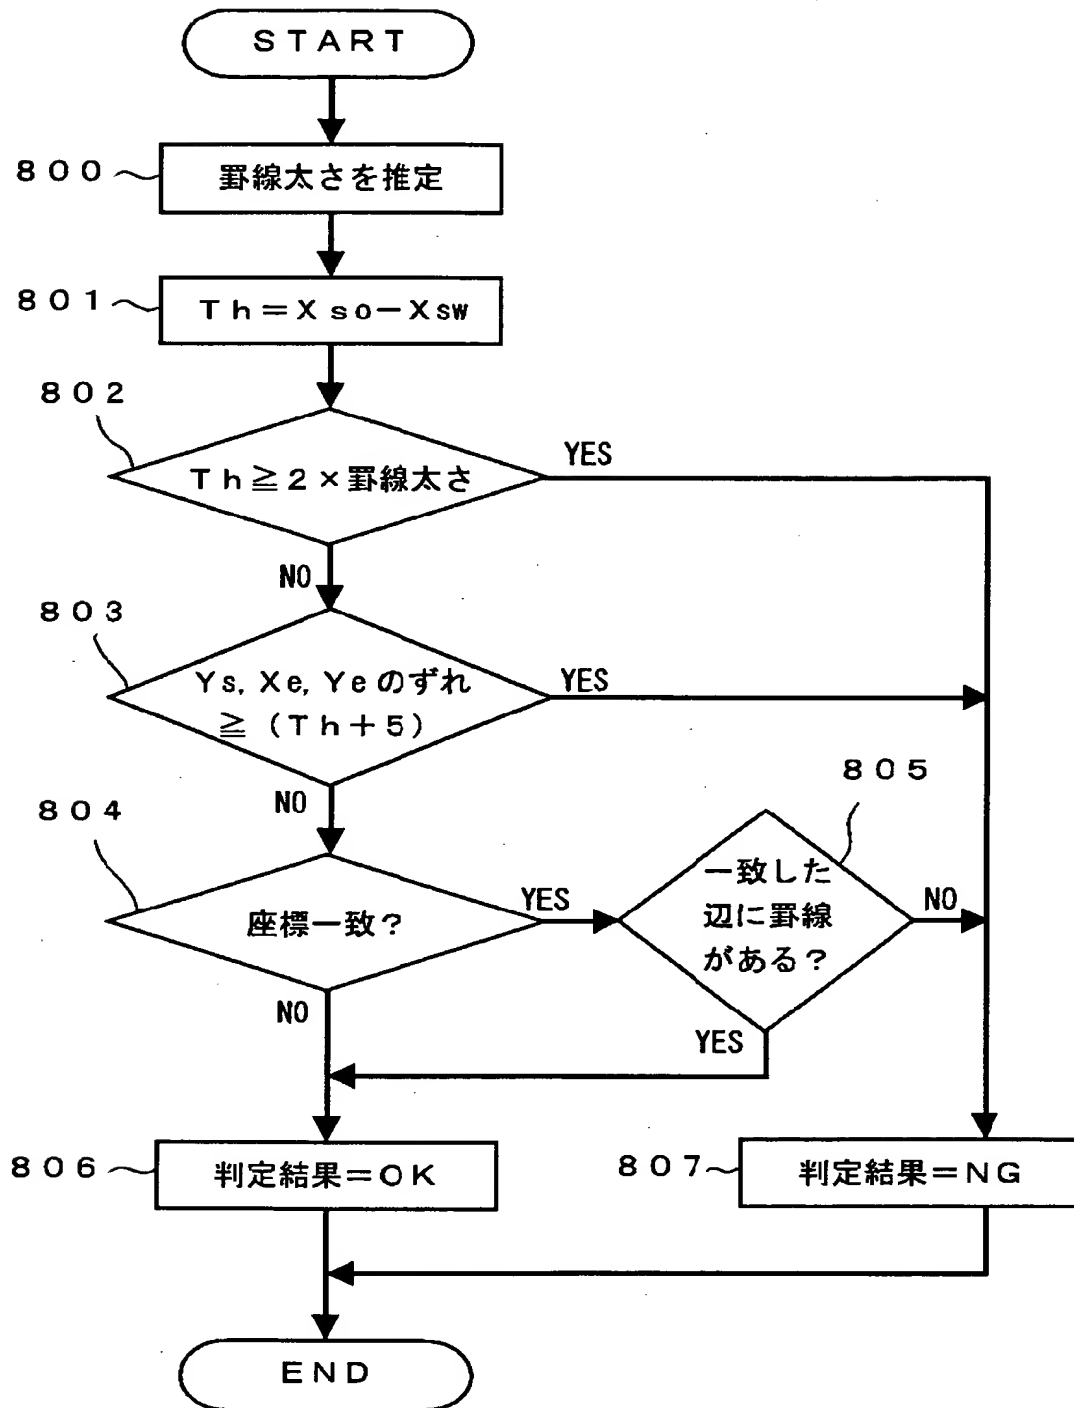 START
800
罫線太さを推定
801
Th=Xso-Xsw
802
Th≧2×罫線太さ
YES
NO
803
Ys, Xe, Yeのずれ
≧(Th+5)
YES
NO
804
座標一致?
YES
NO
805
一致した
辺に罫線
がある?
NO
YES
806
判定結果=OK
807
判定結果=NG
END